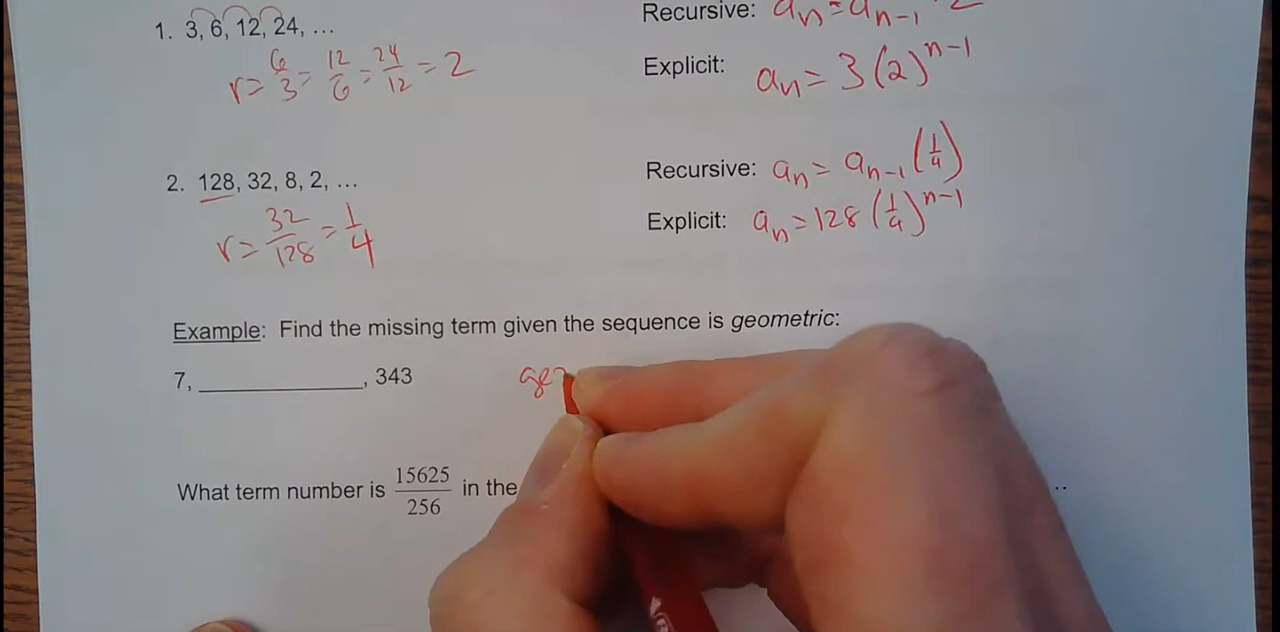 1. 3, 6, 12, 24, ...
Recursive: aₙ = aₙ₋₁ · 2
r = 6/3 = 12/6 = 24/12 = 2
Explicit: aₙ = 3(2)ⁿ⁻¹
2. 128, 32, 8, 2, ...
Recursive: aₙ = aₙ₋₁(1/4)
r = 32/128 = 1/4
Explicit: aₙ = 128(1/4)ⁿ⁻¹
Example: Find the missing term given the sequence is geometric:
7, ____________, 343
What term number is 15625/256 in the
..